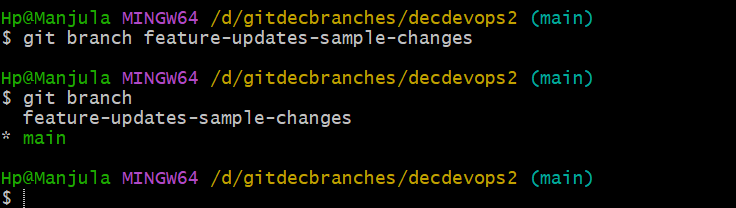 Hp@Manjula MINGW64 /d/gitdecbranches/decdevops2 (main)
$ git branch feature-updates-sample-changes
Hp@Manjula MINGW64 /d/gitdecbranches/decdevops2 (main)
$ git branch
  feature-updates-sample-changes
* main
Hp@Manjula MINGW64 /d/gitdecbranches/decdevops2 (main)
$